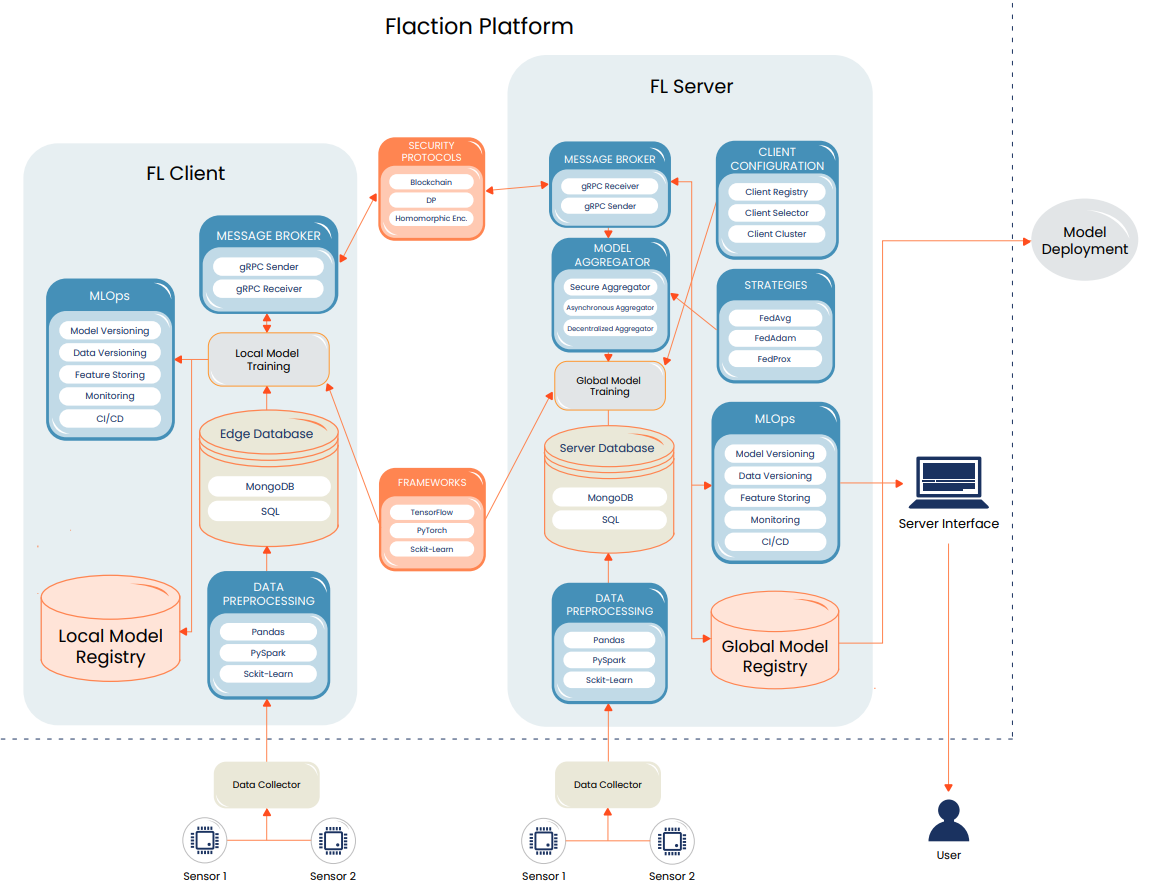 Flaction Platform
FL Client
MESSAGE BROKER
gRPC Sender
gRPC Receiver
MLOps
Model Versioning
Data Versioning
Feature Storing
Monitoring
CI/CD
Local Model
Training
Edge Database
MongoDB
SQL
DATA
PREPROCESSING
Pandas
PySpark
Sckit-Learn
Local Model
Registry
Data Collector
Sensor 1
Sensor 2
SECURITY
PROTOCOLS
Blockchain
DP
Homomorphic Enc.
FRAMEWORKS
TensorFlow
PyTorch
Sckit-Learn
FL Server
MESSAGE BROKER
gRPC Receiver
gRPC Sender
MODEL
AGGREGATOR
Secure Aggregator
Asynchronous Aggregator
Decentralized Aggregator
Global Model
Training
Server Database
MongoDB
SQL
DATA
PREPROCESSING
Pandas
PySpark
Sckit-Learn
Data Collector
Sensor 1
Sensor 2
CLIENT
CONFIGURATION
Client Registry
Client Selector
Client Cluster
STRATEGIES
FedAvg
FedAdam
FedProx
MLOps
Model Versioning
Data Versioning
Feature Storing
Monitoring
CI/CD
Global Model
Registry
Model
Deployment
Server Interface
User